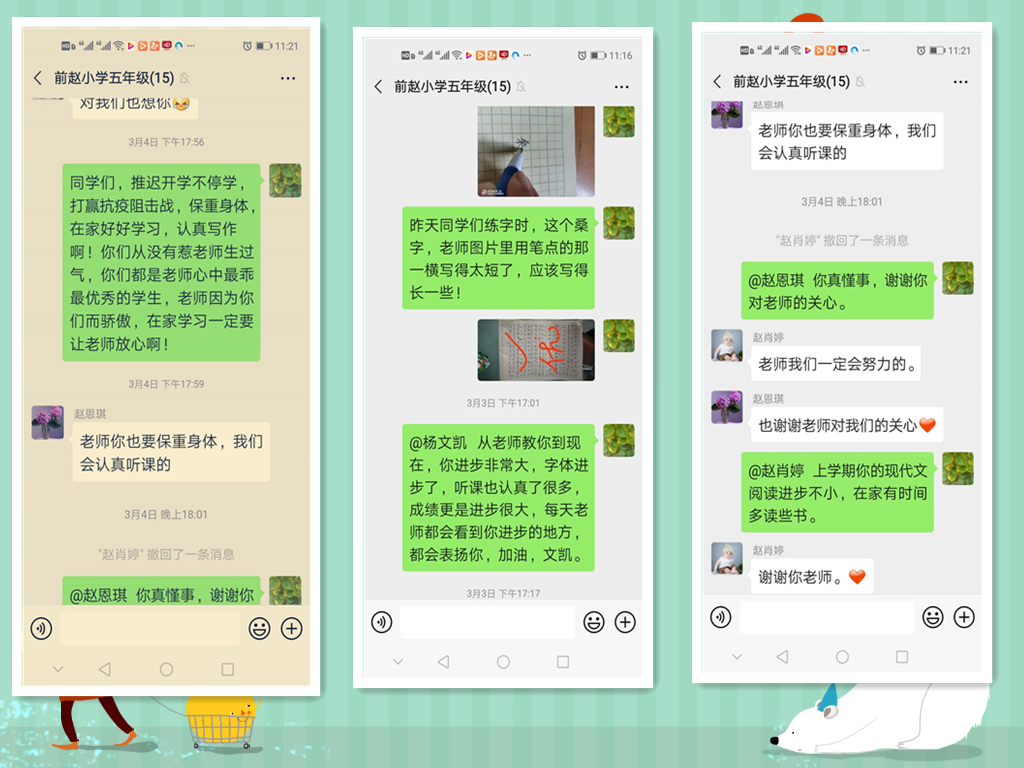 11:21
前赵小学五年级(15)
对我们也想你
3月4日 下午17:56
同学们，推迟开学不停学，
打赢抗疫阻击战，保重身体，
在家好好学习，认真写作
啊！你们从没有惹老师生过
气，你们都是老师心中最乖
最优秀的学生，老师因为你
们而骄傲，在家学习一定要
让老师放心啊！
3月4日 下午17:59
赵恩琪
老师你也要保重身体，我们
会认真听课的
3月4日 晚上18:01
"赵肖婷" 撤回了一条消息
@赵恩琪 你真懂事，谢谢你
11:16
前赵小学五年级(15)
昨天同学们练字时，这个桑
字，老师图片里用笔点的那
一横写得太短了，应该写得
长一些！
3月3日 下午17:01
@杨文凯 从老师教你到现
在，你进步非常大，字体进
步了，听课也认真了很多，
成绩更是进步很大，每天老
师都会看到你进步的地方，
都会表扬你，加油，文凯。
3月3日 下午17:17
11:21
前赵小学五年级(15)
赵恩琪
老师你也要保重身体，我们
会认真听课的
3月4日 晚上18:01
"赵肖婷" 撤回了一条消息
@赵恩琪 你真懂事，谢谢你
对老师的关心。
赵肖婷
老师我们一定会努力的。
赵恩琪
也谢谢老师对我们的关心
@赵肖婷 上学期你的现代文
阅读进步不小，在家有时间
多读些书。
赵肖婷
谢谢你老师。